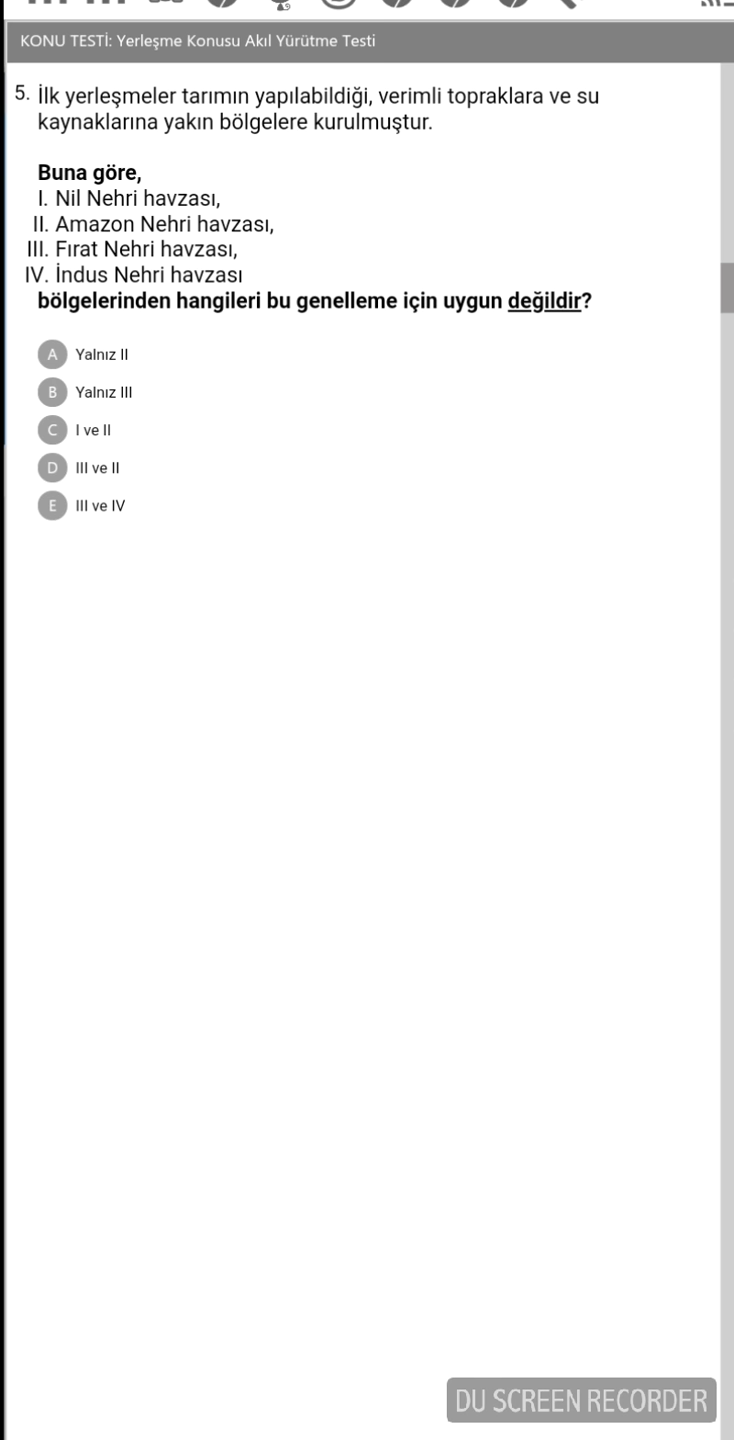 KONU TESTİ: Yerleşme Konusu Akıl Yürütme Testi
5. İlk yerleşmeler tarımın yapılabildiği, verimli topraklara ve su
kaynaklarına yakın bölgelere kurulmuştur.
Buna göre,
I. Nil Nehri havzası,
II. Amazon Nehri havzası,
III. Fırat Nehri havzası,
IV. İndus Nehri havzası
bölgelerinden hangileri bu genelleme için uygun değildir?
A Yalnız II
B Yalnız III
C I ve II
D III ve II
E III ve IV
DU SCREEN RECORDER